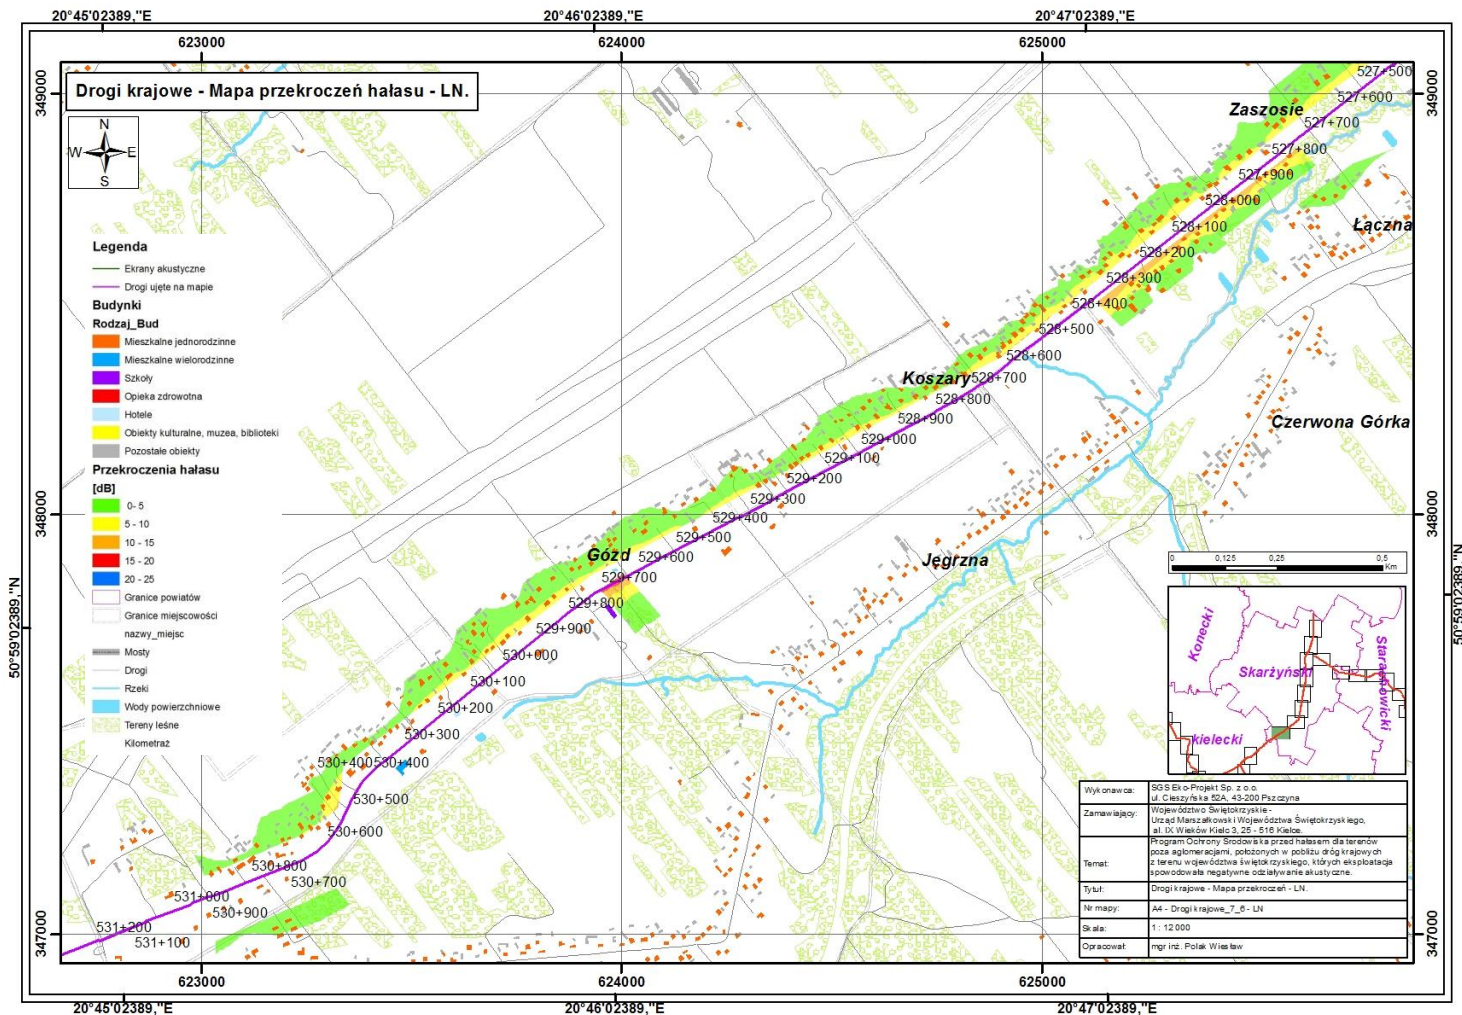 20°45'02389,"E
20°46'02389,"E
20°47'02389,"E
623000
624000
625000
Drogi krajowe - Mapa przekroczeń hałasu - LN.
349000
349000
N
W
E
S
527+500
527+600
Zaszosie
527+700
527+800
527+900
528+000
Łączna
528+100
528+200
528+300
528+400
528+500
528+600
Koszary
528+700
528+800
528+900
Czerwona Górka
529+000
529+100
529+200
529+300
529+400
529+500
Gózd
529+600
Jęgrzna
529+700
529+800
529+900
530+000
530+100
530+200
530+300
530+400
530+400
530+500
530+600
530+800
530+700
531+000
530+900
531+200
531+100
Legenda
Ekrany akustyczne
Drogi ujęte na mapie
Budynki
Rodzaj_Bud
Mieszkalne jednorodzinne
Mieszkalne wielorodzinne
Szkoły
Opieka zdrowotna
Hotele
Obiekty kulturalne, muzea, biblioteki
Pozostałe obiekty
Przekroczenia hałasu
[dB]
0- 5
5 - 10
10 - 15
15 - 20
20 - 25
Granice powiatów
Granice miejscowości
nazwy_miejsc
Mosty
Drogi
Rzeki
Wody powierzchniowe
Tereny leśne
Kilometraż
348000
348000
50°59'02389,"N
50°59'02389,"N
0
0,125
0,25
0,5
Km
Konecki
Skarżyński
Starachowicki
kielecki
Wykonawca:
SGS Eko-Projekt Sp. z o.o.
ul. Cieszyńska 52A, 43-200 Pszczyna
Zamawiający:
Województwo Świętokrzyskie -
Urząd Marszałkowski Województwa Świętokrzyskiego,
al. IX Wieków Kielc 3, 25 - 516 Kielce.
Temat:
Program Ochrony Środowiska przed hałasem dla terenów
poza aglomeracjami, położonych w pobliżu dróg krajowych
z terenu województwa świętokrzyskiego, których eksploatacja
spowodowała negatywne oddziaływanie akustyczne.
Tytuł:
Drogi krajowe - Mapa przekroczeń - LN.
Nr mapy:
A4 - Drogi krajowe_7_6 - LN
Skala:
1 : 12 000
Opracował:
mgr inż. Polak Wiesław
347000
347000
623000
624000
625000
20°45'02389,"E
20°46'02389,"E
20°47'02389,"E